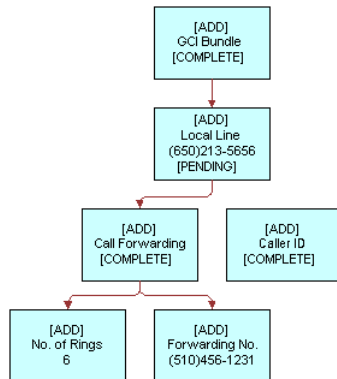 [ADD]
GCI Bundle
[COMPLETE]
[ADD]
Local Line
(650)213-5656
[PENDING]
[ADD]
Call Forwarding
[COMPLETE]
[ADD]
Caller ID
[COMPLETE]
[ADD]
No. of Rings
6
[ADD]
Forwarding No.
(510)456-1231